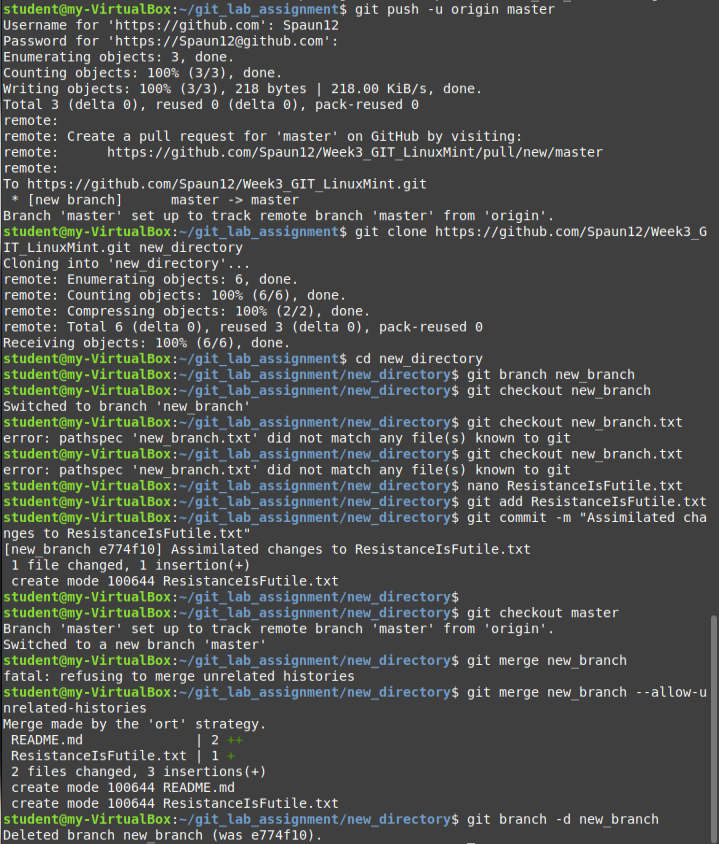 student@my-VirtualBox:~/git_lab_assignment$ git push -u origin master
Username for 'https://github.com': Spaun12
Password for 'https://Spaun12@github.com':
Enumerating objects: 3, done.
Counting objects: 100% (3/3), done.
Writing objects: 100% (3/3), 218 bytes | 218.00 KiB/s, done.
Total 3 (delta 0), reused 0 (delta 0), pack-reused 0
remote:
remote: Create a pull request for 'master' on GitHub by visiting:
remote:      https://github.com/Spaun12/Week3_GIT_LinuxMint/pull/new/master
remote:
To https://github.com/Spaun12/Week3_GIT_LinuxMint.git
 * [new branch]      master -> master
Branch 'master' set up to track remote branch 'master' from 'origin'.
student@my-VirtualBox:~/git_lab_assignment$ git clone https://github.com/Spaun12/Week3_G
IT_LinuxMint.git new_directory
Cloning into 'new_directory'...
remote: Enumerating objects: 6, done.
remote: Counting objects: 100% (6/6), done.
remote: Compressing objects: 100% (2/2), done.
remote: Total 6 (delta 0), reused 3 (delta 0), pack-reused 0
Receiving objects: 100% (6/6), done.
student@my-VirtualBox:~/git_lab_assignment$ cd new_directory
student@my-VirtualBox:~/git_lab_assignment/new_directory$ git branch new_branch
student@my-VirtualBox:~/git_lab_assignment/new_directory$ git checkout new_branch
Switched to branch 'new_branch'
student@my-VirtualBox:~/git_lab_assignment/new_directory$ git checkout new_branch.txt
error: pathspec 'new_branch.txt' did not match any file(s) known to git
student@my-VirtualBox:~/git_lab_assignment/new_directory$ git checkout new_branch.txt
error: pathspec 'new_branch.txt' did not match any file(s) known to git
student@my-VirtualBox:~/git_lab_assignment/new_directory$ nano ResistanceIsFutile.txt
student@my-VirtualBox:~/git_lab_assignment/new_directory$ git add ResistanceIsFutile.txt
student@my-VirtualBox:~/git_lab_assignment/new_directory$ git commit -m "Assimilated cha
nges to ResistanceIsFutile.txt"
[new_branch e774f10] Assimilated changes to ResistanceIsFutile.txt
 1 file changed, 1 insertion(+)
 create mode 100644 ResistanceIsFutile.txt
student@my-VirtualBox:~/git_lab_assignment/new_directory$
student@my-VirtualBox:~/git_lab_assignment/new_directory$ git checkout master
Branch 'master' set up to track remote branch 'master' from 'origin'.
Switched to a new branch 'master'
student@my-VirtualBox:~/git_lab_assignment/new_directory$ git merge new_branch
fatal: refusing to merge unrelated histories
student@my-VirtualBox:~/git_lab_assignment/new_directory$ git merge new_branch --allow-u
nrelated-histories
Merge made by the 'ort' strategy.
 README.md              | 2 ++
 ResistanceIsFutile.txt | 1 +
 2 files changed, 3 insertions(+)
 create mode 100644 README.md
 create mode 100644 ResistanceIsFutile.txt
student@my-VirtualBox:~/git_lab_assignment/new_directory$ git branch -d new_branch
Deleted branch new_branch (was e774f10).